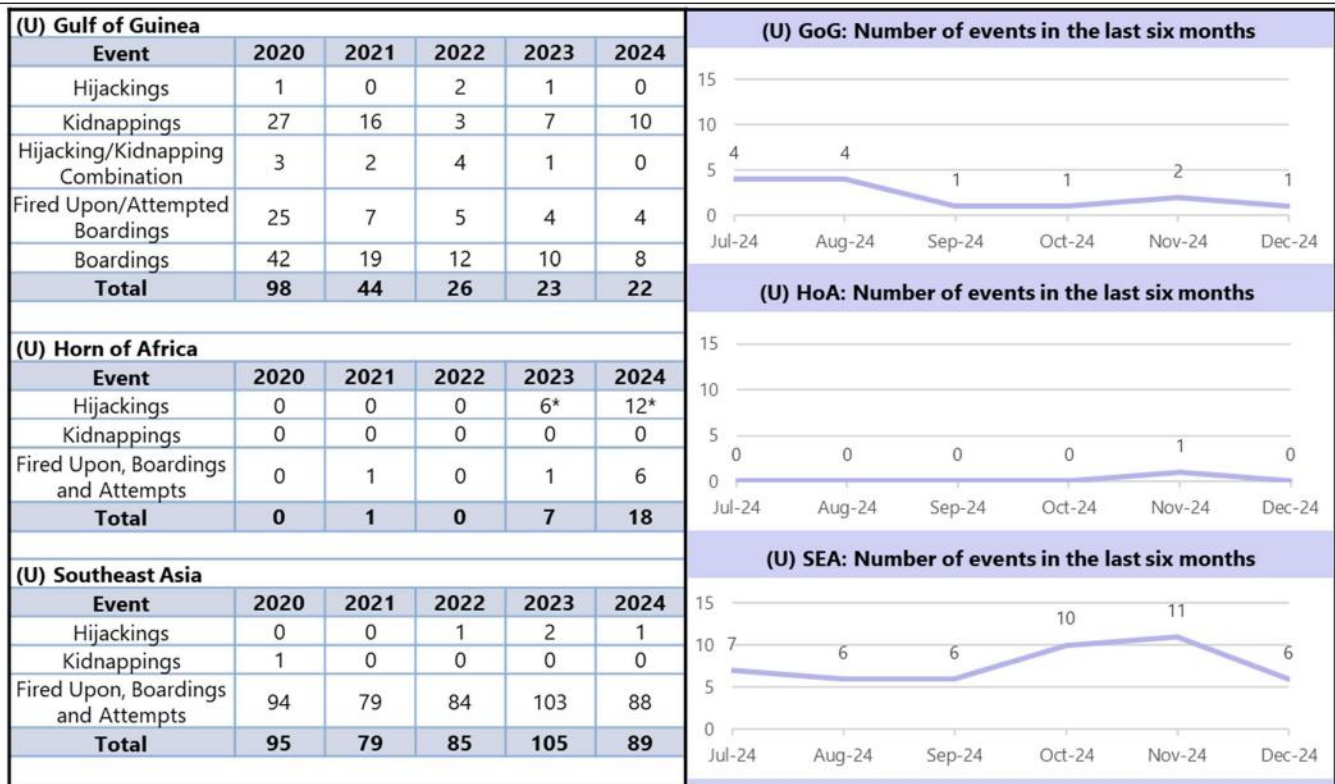 (U) Gulf of Guinea
Event 2020 2021 2022 2023 2024
Hijackings 1 0 2 1 0
Kidnappings 27 16 3 7 10
Hijacking/Kidnapping
Combination 3 2 4 1 0
Fired Upon/Attempted
Boardings 25 7 5 4 4
Boardings 42 19 12 10 8
Total 98 44 26 23 22
(U) Horn of Africa
Event 2020 2021 2022 2023 2024
Hijackings 0 0 0 6* 12*
Kidnappings 0 0 0 0 0
Fired Upon, Boardings
and Attempts 0 1 0 1 6
Total 0 1 0 7 18
(U) Southeast Asia
Event 2020 2021 2022 2023 2024
Hijackings 0 0 1 2 1
Kidnappings 1 0 0 0 0
Fired Upon, Boardings
and Attempts 94 79 84 103 88
Total 95 79 85 105 89
(U) GoG: Number of events in the last six months
15
10
5
0
4 4 1 1 2 1
Jul-24 Aug-24 Sep-24 Oct-24 Nov-24 Dec-24
(U) HoA: Number of events in the last six months
15
10
5
0
0 0 0 0 1 0
Jul-24 Aug-24 Sep-24 Oct-24 Nov-24 Dec-24
(U) SEA: Number of events in the last six months
15
10
5
0
7 6 6 10 11 6
Jul-24 Aug-24 Sep-24 Oct-24 Nov-24 Dec-24